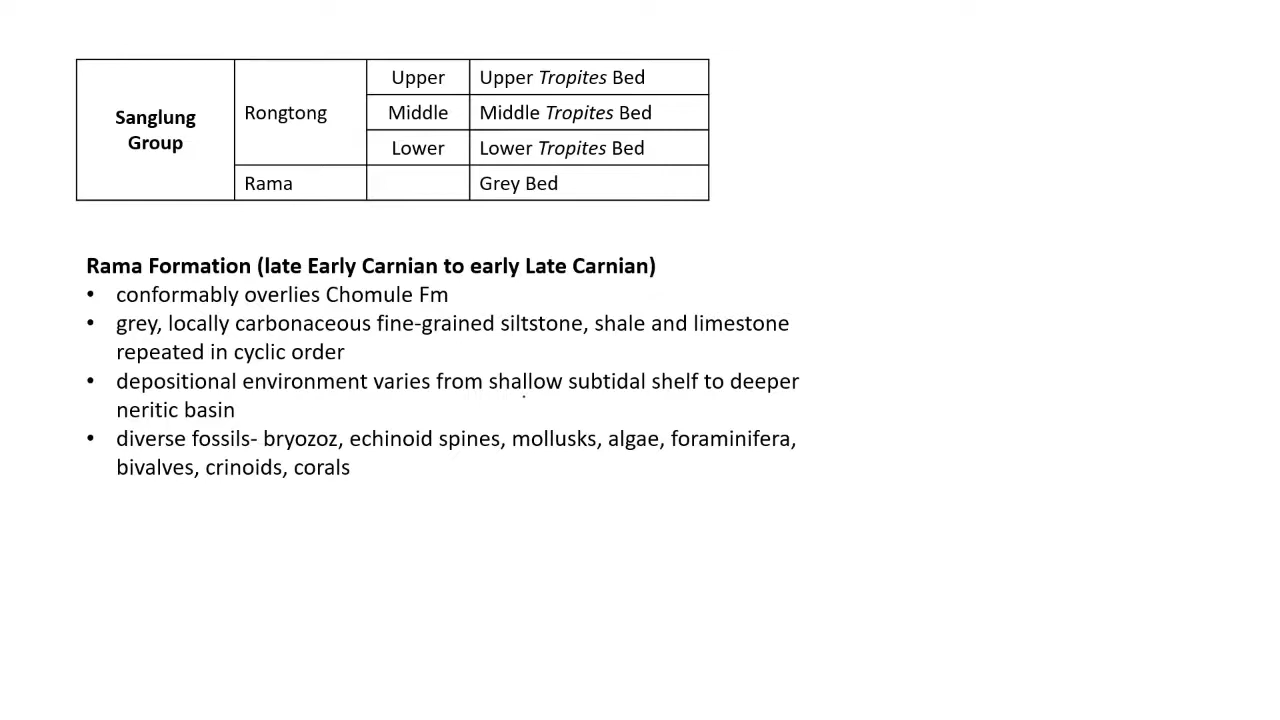 Sanglung Group
Rongtong
Upper
Upper Tropites Bed
Middle
Middle Tropites Bed
Lower
Lower Tropites Bed
Rama
Grey Bed
Rama Formation (late Early Carnian to early Late Carnian)
• conformably overlies Chomule Fm
• grey, locally carbonaceous fine-grained siltstone, shale and limestone
repeated in cyclic order
• depositional environment varies from shallow subtidal shelf to deeper
neritic basin
• diverse fossils- bryozoz, echinoid spines, mollusks, algae, foraminifera,
bivalves, crinoids, corals